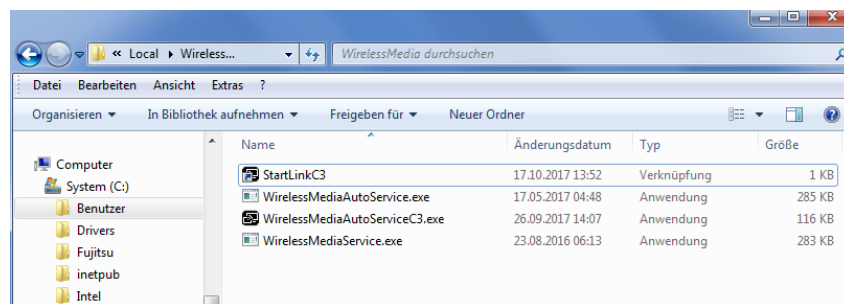 « Local ▸ Wireless... WirelessMedia durchsuchen
Datei Bearbeiten Ansicht Extras ?
Organisieren In Bibliothek aufnehmen Freigeben für Neuer Ordner
Name Änderungsdatum Typ Größe
Computer
System (C:)
Benutzer
Drivers
Fujitsu
inetpub
Intel
StartLinkC3 17.10.2017 13:52 Verknüpfung 1 KB
WirelessMediaAutoService.exe 17.05.2017 04:48 Anwendung 285 KB
WirelessMediaAutoServiceC3.exe 26.09.2017 14:07 Anwendung 116 KB
WirelessMediaService.exe 23.08.2016 06:13 Anwendung 283 KB